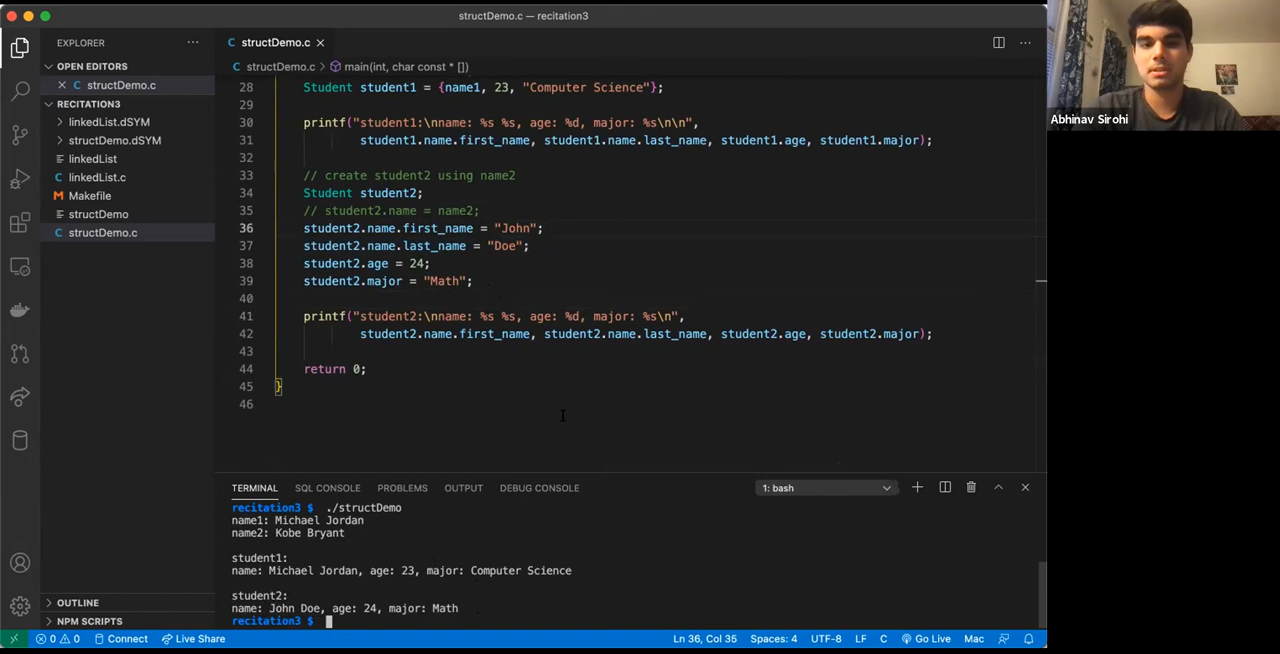 structDemo.c — recitation3
EXPLORER
structDemo.c
OPEN EDITORS
structDemo.c > main(int, char const * [])
structDemo.c
RECITATION3
linkedList.dSYM
structDemo.dSYM
linkedList
linkedList.c
Makefile
structDemo
structDemo.c
28 Student student1 = {name1, 23, "Computer Science"};
29
30 printf("student1:\nname: %s %s, age: %d, major: %s\n\n",
31 student1.name.first_name, student1.name.last_name, student1.age, student1.major);
32
33 // create student2 using name2
34 Student student2;
35 // student2.name = name2;
36 student2.name.first_name = "John";
37 student2.name.last_name = "Doe";
38 student2.age = 24;
39 student2.major = "Math";
40
41 printf("student2:\nname: %s %s, age: %d, major: %s\n",
42 student2.name.first_name, student2.name.last_name, student2.age, student2.major);
43
44 return 0;
45 }
46
Abhinav Sirohi
TERMINAL SQL CONSOLE PROBLEMS OUTPUT DEBUG CONSOLE 1: bash
recitation3 $ ./structDemo
name1: Michael Jordan
name2: Kobe Bryant
student1:
name: Michael Jordan, age: 23, major: Computer Science
student2:
name: John Doe, age: 24, major: Math
recitation3 $
OUTLINE
NPM SCRIPTS
0 0 Connect Live Share Ln 36, Col 35 Spaces: 4 UTF-8 LF C Go Live Mac